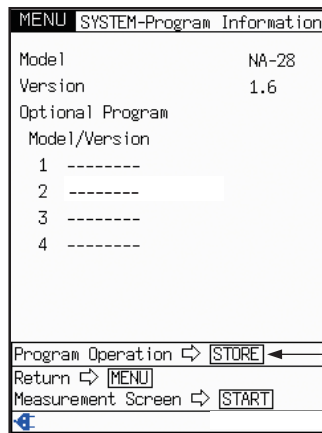 MENU SYSTEM-Program Information
Model NA-28
Version 1.6
Optional Program
Model/Version
1 --------
2 --------
3 --------
4 --------
Program Operation ⇨ STORE
Return ⇨ MENU
Measurement Screen ⇨ START